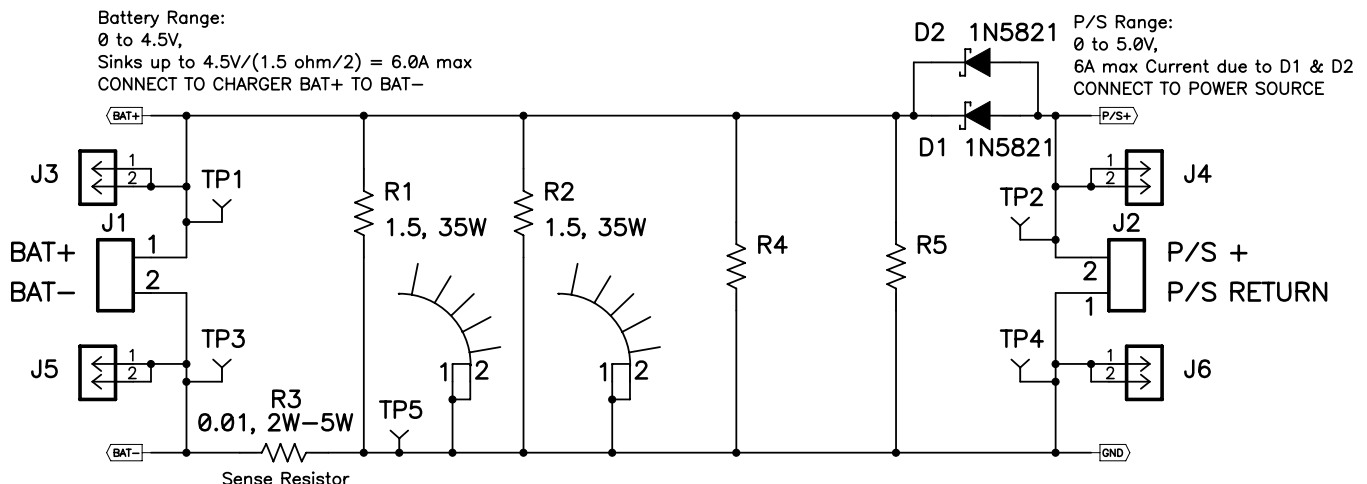 Battery Range:
0 to 4.5V,
Sinks up to 4.5V/(1.5 ohm/2) = 6.0A max
CONNECT TO CHARGER BAT+ TO BAT-
D2 1N5821
P/S Range:
0 to 5.0V,
6A max Current due to D1 & D2
CONNECT TO POWER SOURCE
BAT+
P/S+
D1 1N5821
J3
1
2
TP1
R1
1.5, 35W
R2
1.5, 35W
R4
R5
TP2
1
2
J4
J1
BAT+
1
BAT-
2
J2
P/S +
2
P/S RETURN
1
J5
1
2
TP3
1 2
1 2
TP4
1
2
J6
R3
0.01, 2W-5W
TP5
BAT-
GND
Sense Resistor